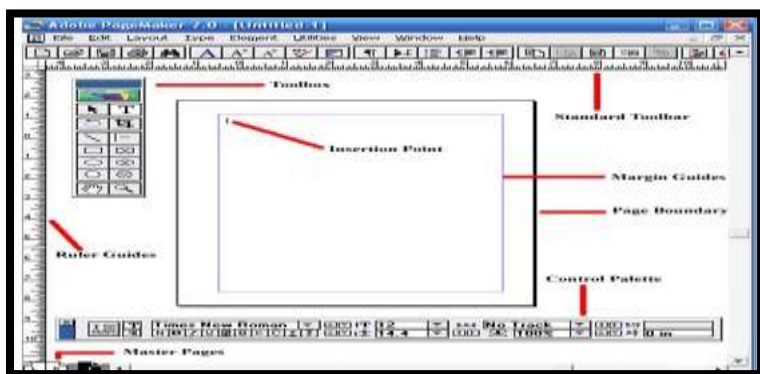 Adobe PageMaker 7.0 - [Untitled-1]
File Edit Layout Type Element Utilities View Window Help
Toolbox
Standard Toolbar
Insertion Point
Margin Guides
Page Boundary
Ruler Guides
Control Palette
Times New Roman 12 No Track
14.4 100% 0 in
Master Pages